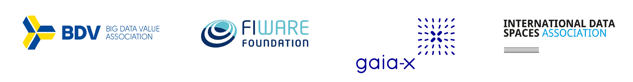 BDV BIG DATA VALUE
ASSOCIATION
FIWARE
FOUNDATION
gaia-x
INTERNATIONAL DATA
SPACES ASSOCIATION